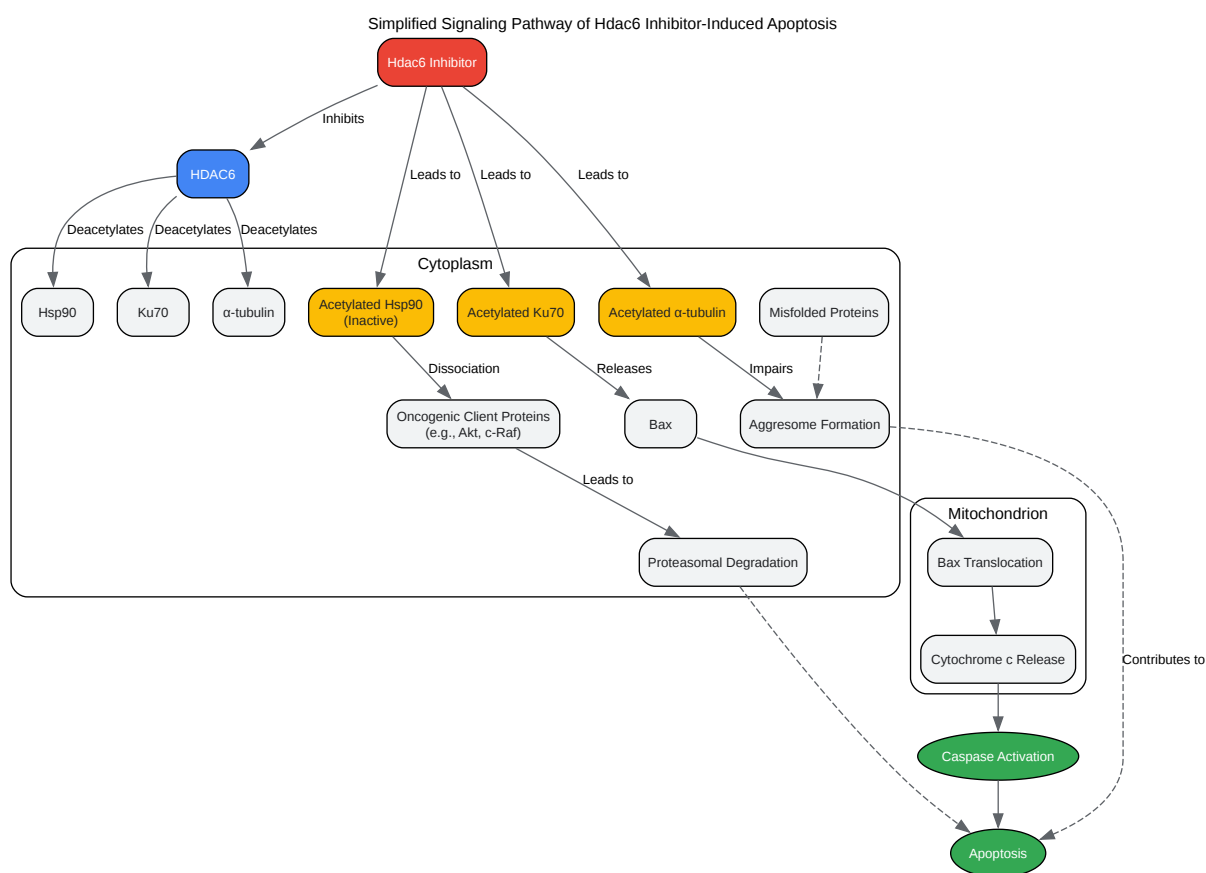 Simplified Signaling Pathway of Hdac6 Inhibitor-Induced Apoptosis
Hdac6 Inhibitor
Inhibits
HDAC6
Leads to
Leads to
Leads to
Deacetylates
Deacetylates
Deacetylates
Cytoplasm
Hsp90
Ku70
α-tubulin
Acetylated Hsp90
(Inactive)
Acetylated Ku70
Acetylated α-tubulin
Misfolded Proteins
Dissociation
Releases
Impairs
Oncogenic Client Proteins
(e.g., Akt, c-Raf)
Bax
Aggresome Formation
Leads to
Mitochondrion
Proteasomal Degradation
Bax Translocation
Cytochrome c Release
Contributes to
Caspase Activation
Apoptosis